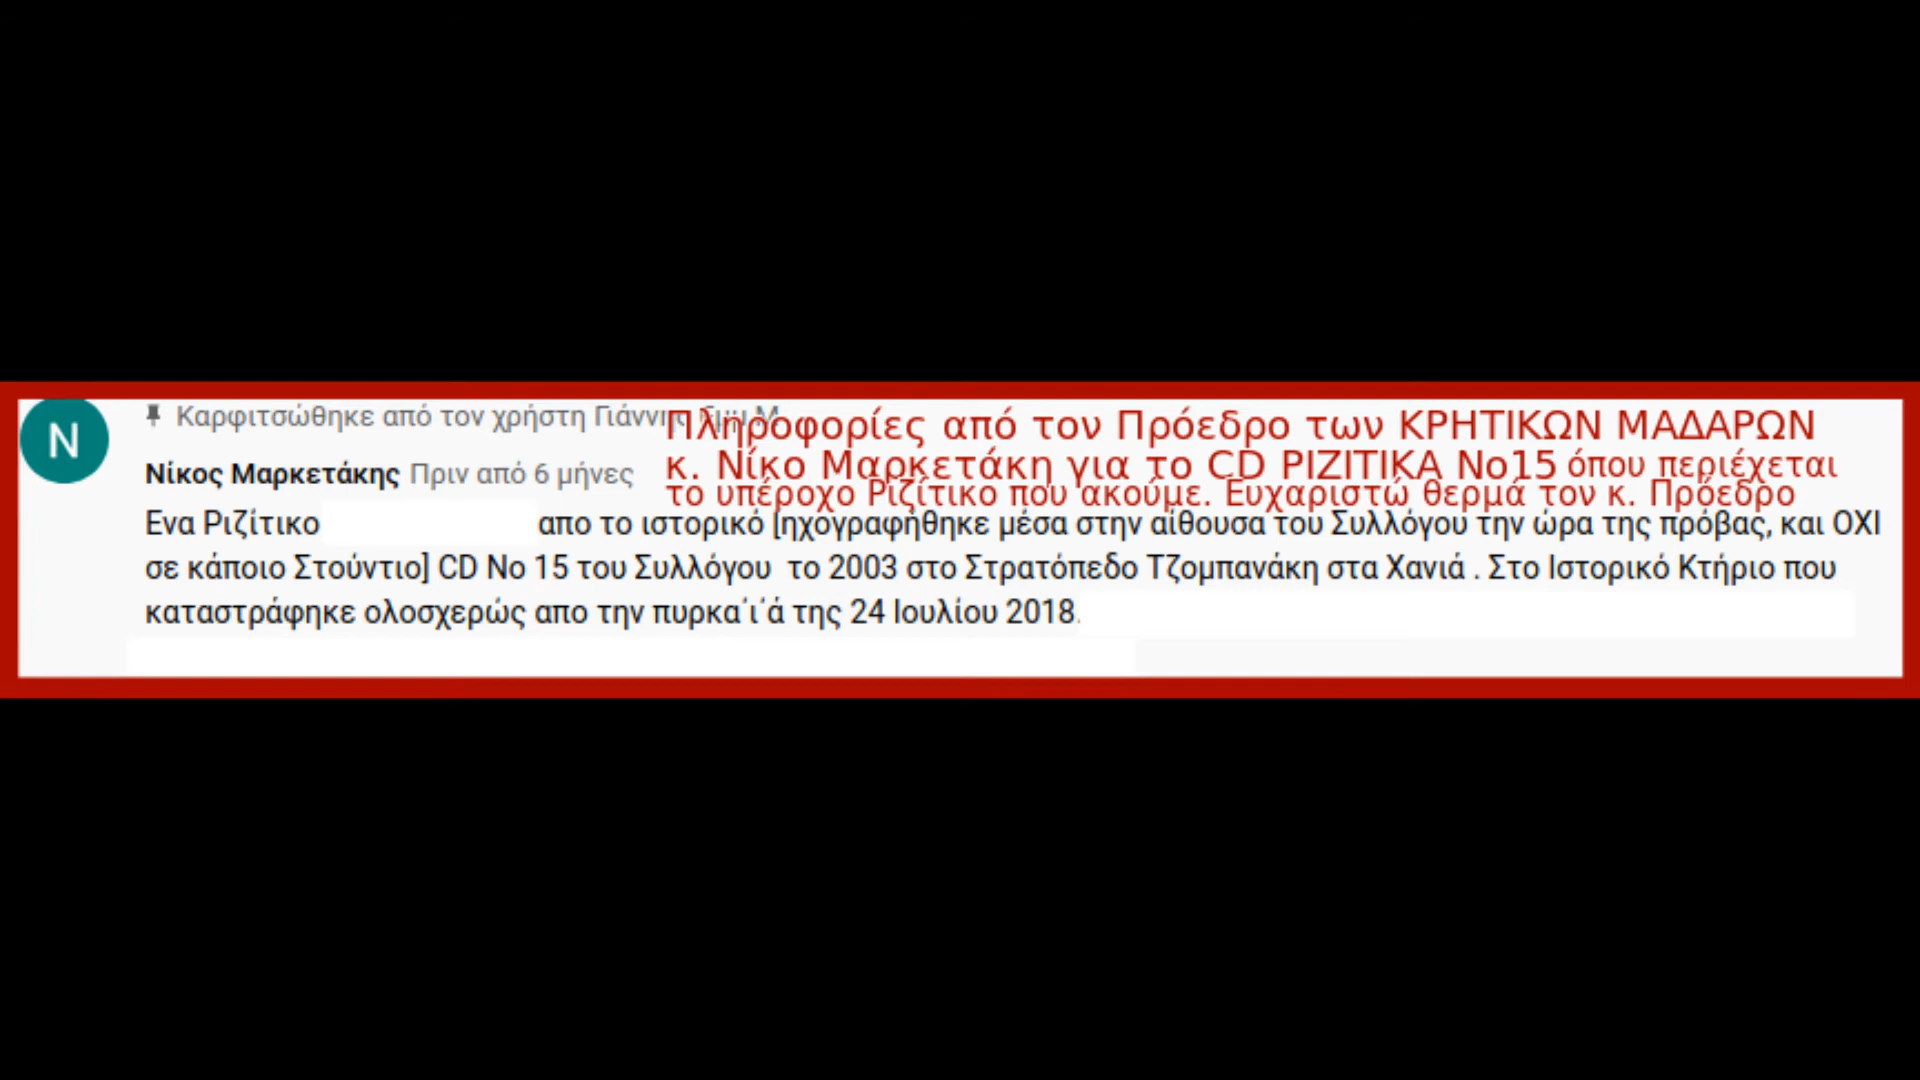 N
Καρφιτσώθηκε από τον χρήστη
Πληροφορίες από τον Πρόεδρο των ΚΡΗΤΙΚΩΝ ΜΑΔΑΡΩΝ
κ. Νίκο Μαρκετάκη για το CD ΡΙΖΙΤΙΚΑ Νο15 όπου περιέχεται
το υπέροχο Ριζίτικο που ακούμε. Ευχαριστώ θερμά τον κ. Πρόεδρο
Νίκος Μαρκετάκης Πριν από 6 μήνες
Ενα Ριζίτικο απο το ιστορικό [ηχογραφήθηκε μέσα στην αίθουσα του Συλλόγου την ώρα της πρόβας, και ΟΧΙ
σε κάποιο Στούντιο] CD No 15 του Συλλόγου το 2003 στο Στρατόπεδο Τζομπανάκη στα Χανιά . Στο Ιστορικό Κτήριο που
καταστράφηκε ολοσχερώς απο την πυρκα΄ι΄ά της 24 Ιουλίου 2018.